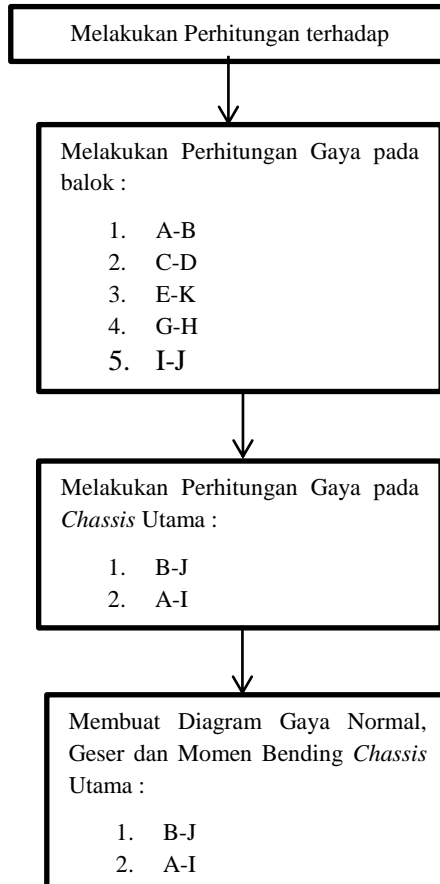 Melakukan Perhitungan terhadap
Melakukan Perhitungan Gaya pada
balok :
1. A-B
2. C-D
3. E-K
4. G-H
5. I-J
Melakukan Perhitungan Gaya pada
Chassis Utama :
1. B-J
2. A-I
Membuat Diagram Gaya Normal,
Geser dan Momen Bending Chassis
Utama :
1. B-J
2. A-I